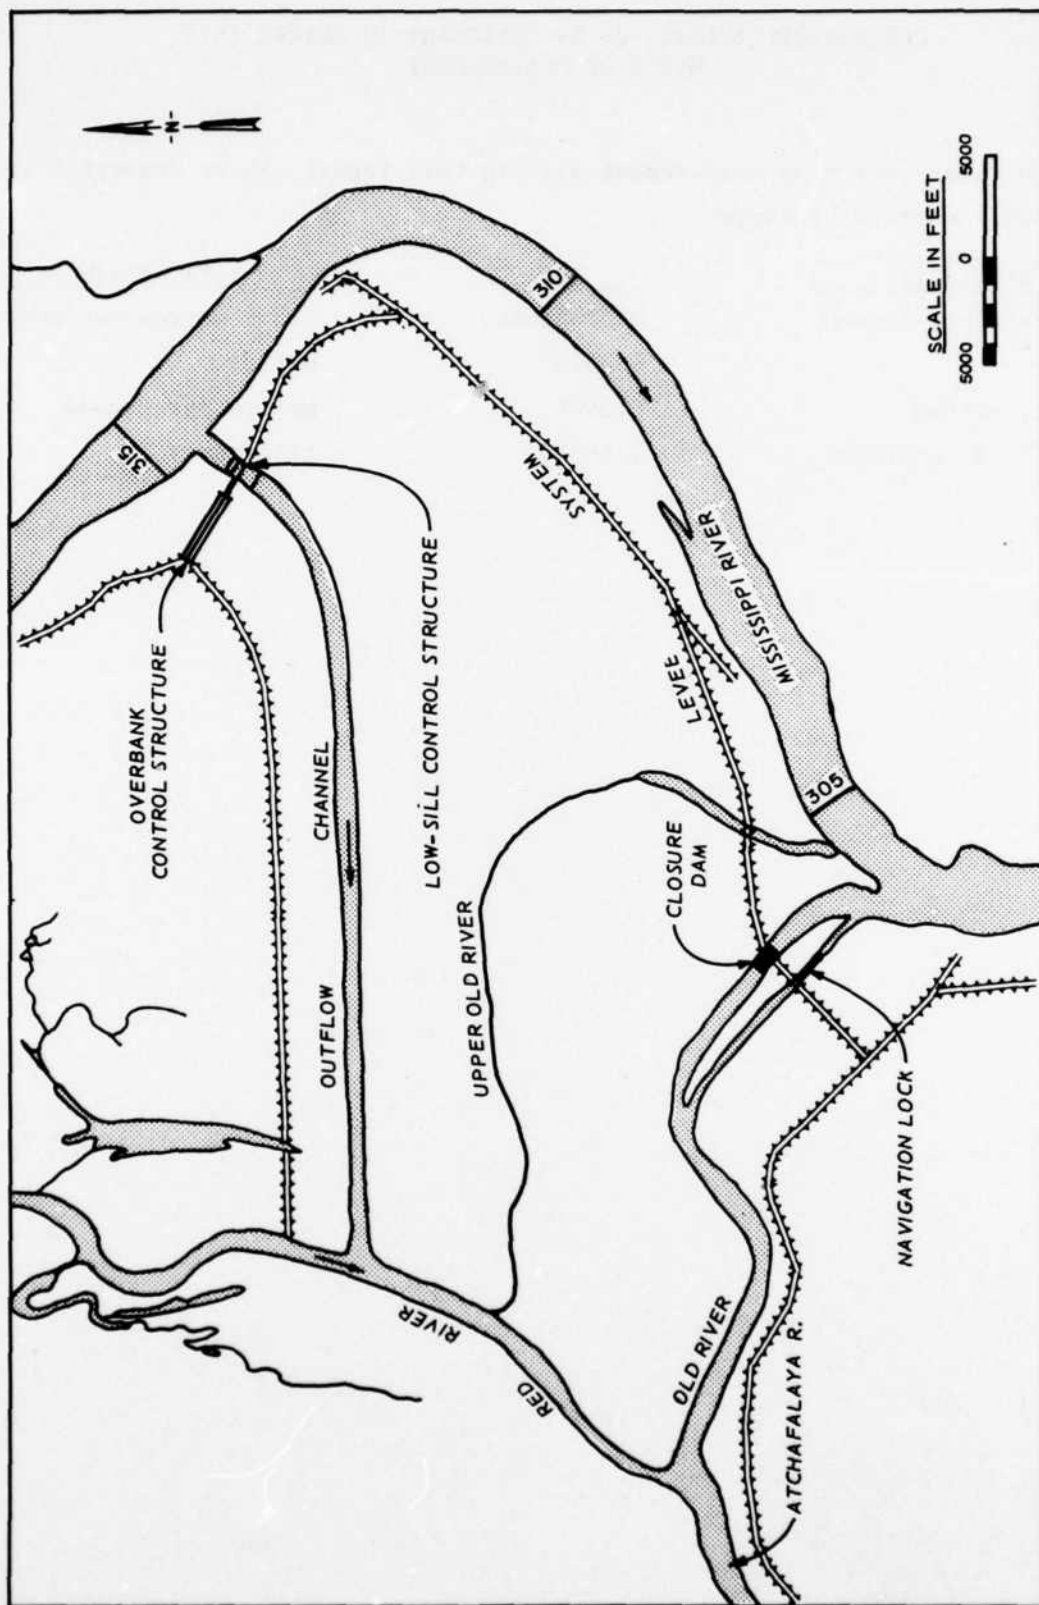 -N-
SCALE IN FEET
5000 0 5000
315
310
305
OVERBANK
CONTROL STRUCTURE
LOW-SILL CONTROL STRUCTURE
OUTFLOW CHANNEL
UPPER OLD RIVER
LEVEE SYSTEM
MISSISSIPPI RIVER
CLOSURE
DAM
NAVIGATION LOCK
RED RIVER
OLD RIVER
ATCHAFALAYA R.